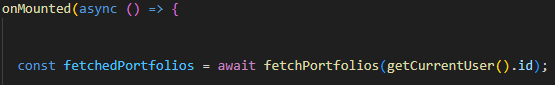 onMounted(async () => {
const fetchedPortfolios = await fetchPortfolios(getCurrentUser().id);